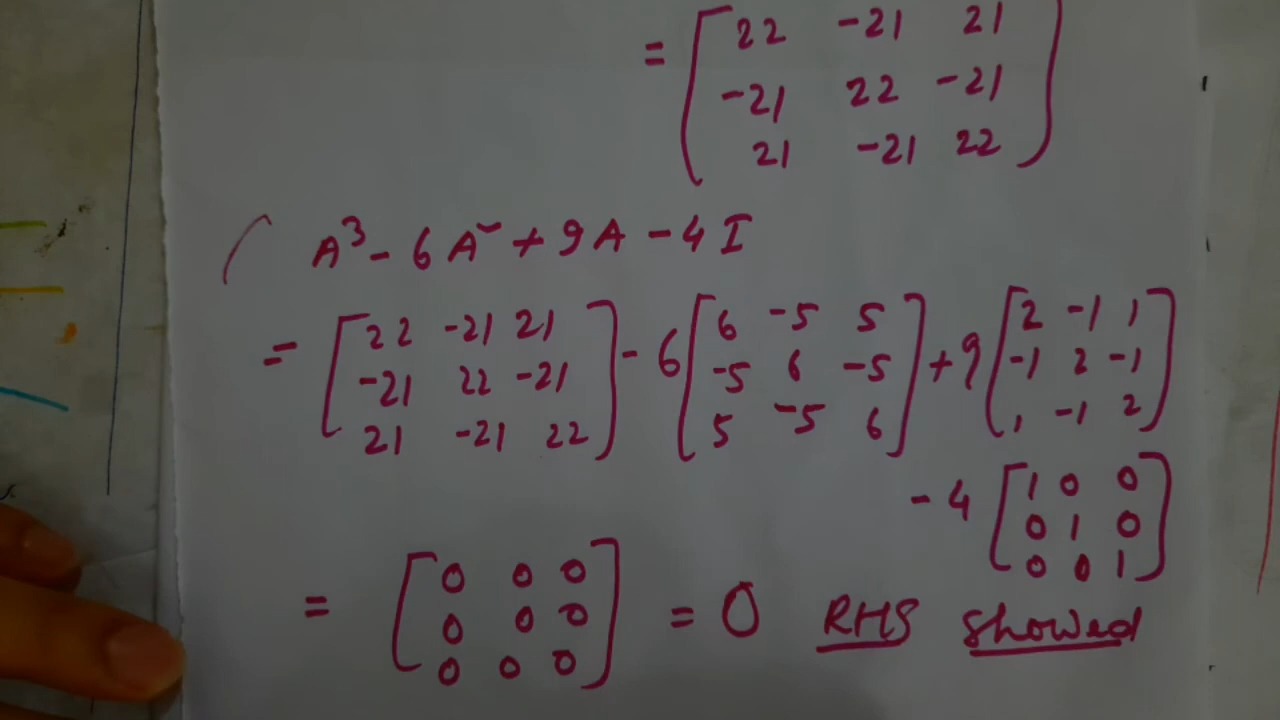 = [ 22 -21 21
-21 22 -21
21 -21 22 ]
( A³ - 6A² + 9A - 4I
= [ 22 -21 21 ] - 6 [ 6 -5 5 ] + 9 [ 2 -1 1 ]
-21 22 -21 -5 6 -5 -1 2 -1
21 -21 22 5 -5 6 1 -1 2
- 4 [ 1 0 0 ]
0 1 0
0 0 1
= [ 0 0 0 ]
0 0 0 = 0 RHS Showed
0 0 0